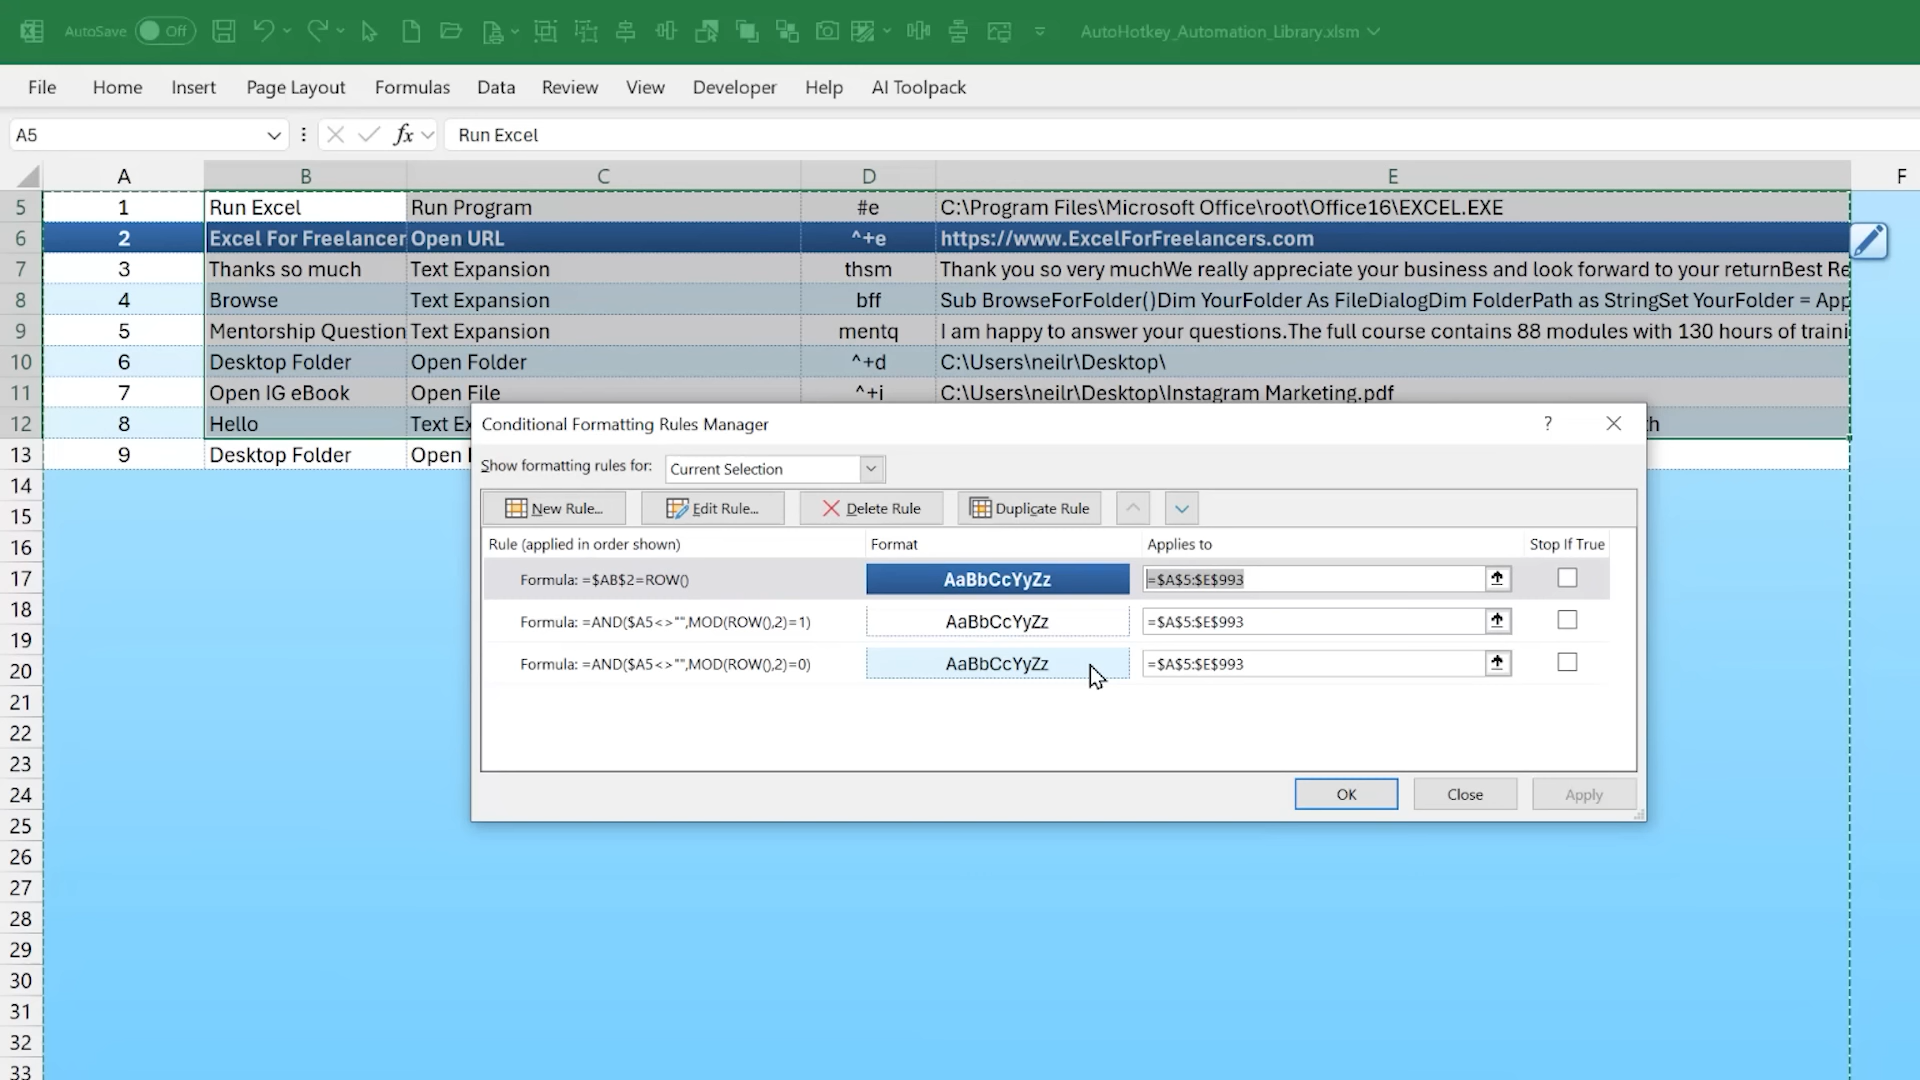 AutoSave Off AutoHotkey_Automation_Library.xlsm
File Home Insert Page Layout Formulas Data Review View Developer Help AI Toolpack
A5 fx Run Excel
A B C D E F
5 1 Run Excel Run Program #e C:\Program Files\Microsoft Office\root\Office16\EXCEL.EXE
6 2 Excel For Freelancer Open URL ^+e https://www.ExcelForFreelancers.com
7 3 Thanks so much Text Expansion thsm Thank you so very muchWe really appreciate your business and look forward to your returnBest Re
8 4 Browse Text Expansion bff Sub BrowseForFolder()Dim YourFolder As FileDialogDim FolderPath as StringSet YourFolder = App
9 5 Mentorship Question Text Expansion mentq I am happy to answer your questions.The full course contains 88 modules with 130 hours of traini
10 6 Desktop Folder Open Folder ^+d C:\Users\neilr\Desktop\
11 7 Open IG eBook Open File ^+i C:\Users\neilr\Desktop\Instagram Marketing.pdf
12 8 Hello Text Ex
13 9 Desktop Folder Open
14
15
16
17
18
19
20
21
22
23
24
25
26
27
28
29
30
31
32
33
Conditional Formatting Rules Manager ?
Show formatting rules for: Current Selection
New Rule... Edit Rule... Delete Rule Duplicate Rule
Rule (applied in order shown) Format Applies to Stop If True
Formula: =$AB$2=ROW() AaBbCcYyZz =$A$5:$E$993
Formula: =AND($A5<>"",MOD(ROW(),2)=1) AaBbCcYyZz =$A$5:$E$993
Formula: =AND($A5<>"",MOD(ROW(),2)=0) AaBbCcYyZz =$A$5:$E$993
OK Close Apply